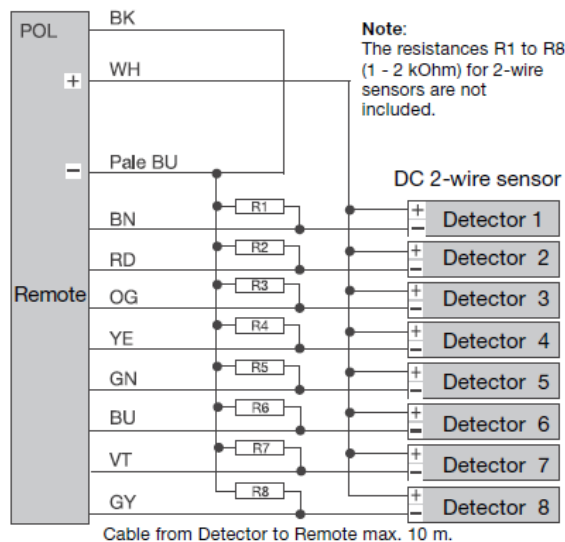 POL
BK
Note:
The resistances R1 to R8
(1 - 2 kOhm) for 2-wire
sensors are not
included.
+
WH
−
Pale BU
DC 2-wire sensor
BN
R1
+
−
Detector 1
RD
R2
+
−
Detector 2
Remote
OG
R3
+
−
Detector 3
YE
R4
+
−
Detector 4
GN
R5
+
−
Detector 5
BU
R6
+
−
Detector 6
VT
R7
+
−
Detector 7
GY
R8
+
−
Detector 8
Cable from Detector to Remote max. 10 m.